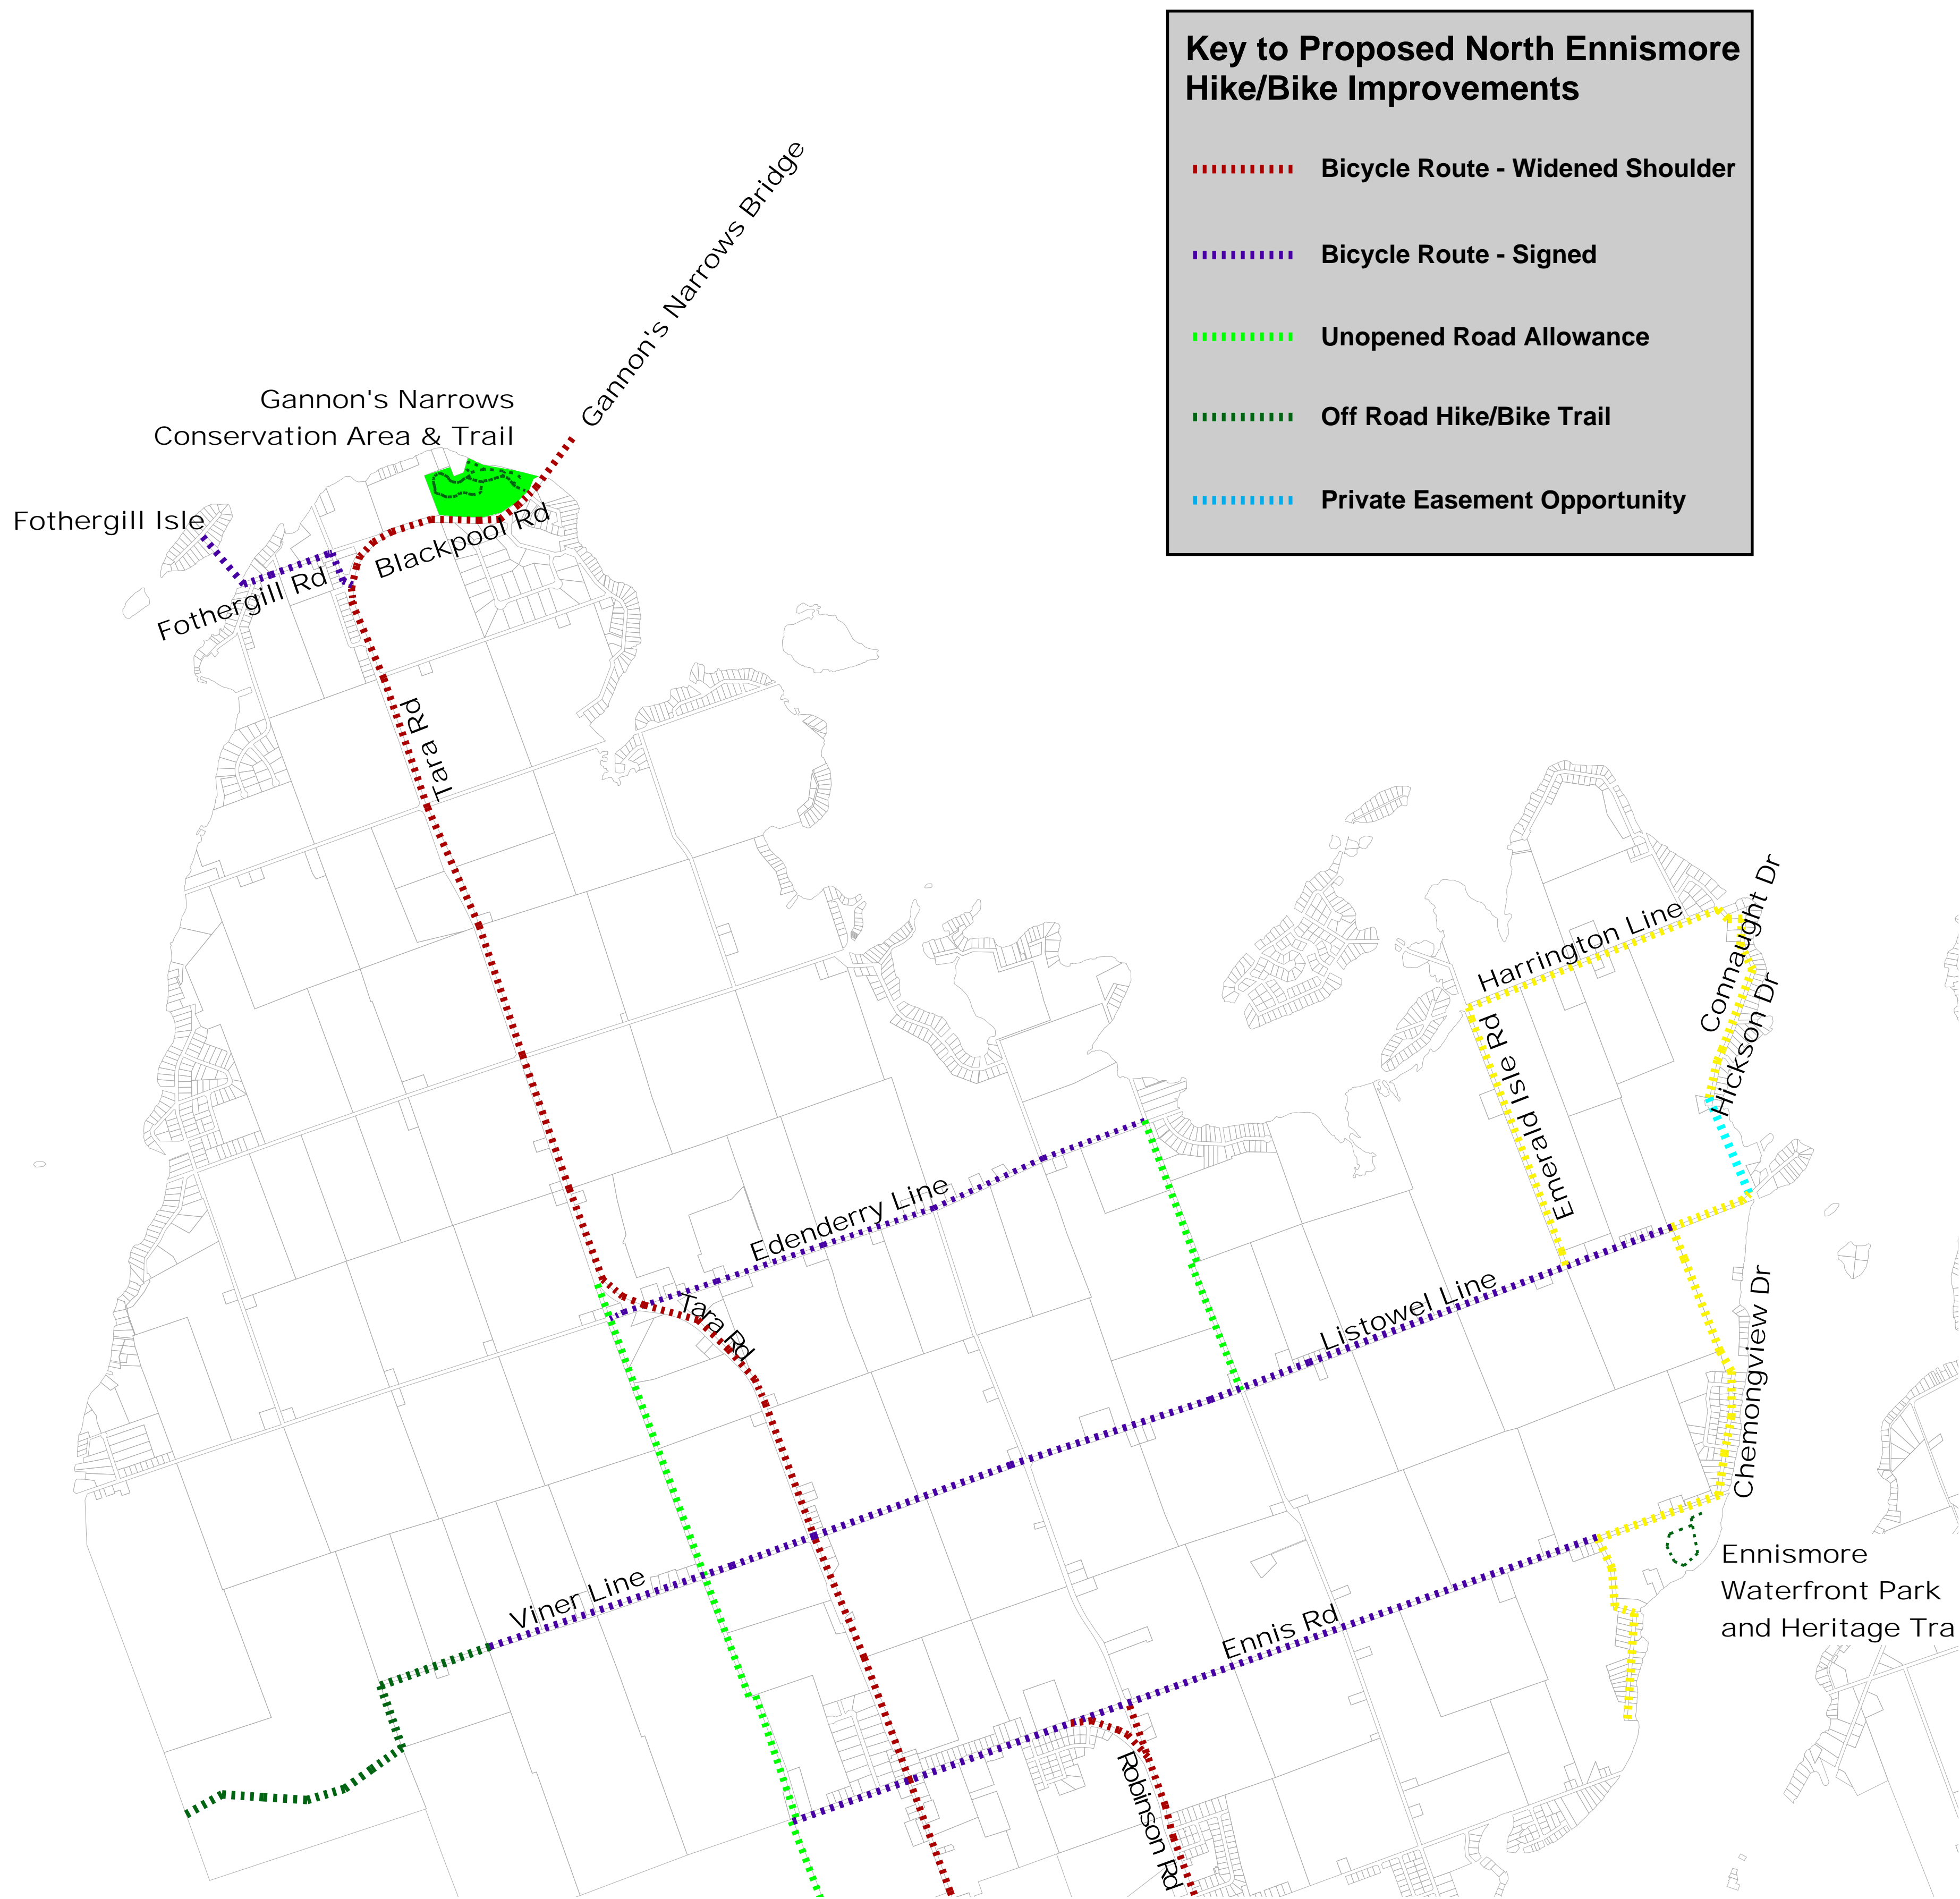 Key to Proposed North Ennismore
Hike/Bike Improvements
Bicycle Route - Widened Shoulder
Bicycle Route - Signed
Unopened Road Allowance
Off Road Hike/Bike Trail
Private Easement Opportunity
Gannon's Narrows Bridge
Gannon's Narrows
Conservation Area & Trail
Fothergill Isle
Blackpool Rd
Fothergill Rd
Tara Rd
Harrington Line
Connaught Dr
Hickson Dr
Emerald Isle Rd
Edenderry Line
Tara Rd
Listowel Line
Chemongview Dr
Viner Line
Ennis Rd
Ennismore
Waterfront Park
and Heritage Tra
Robinson Rd